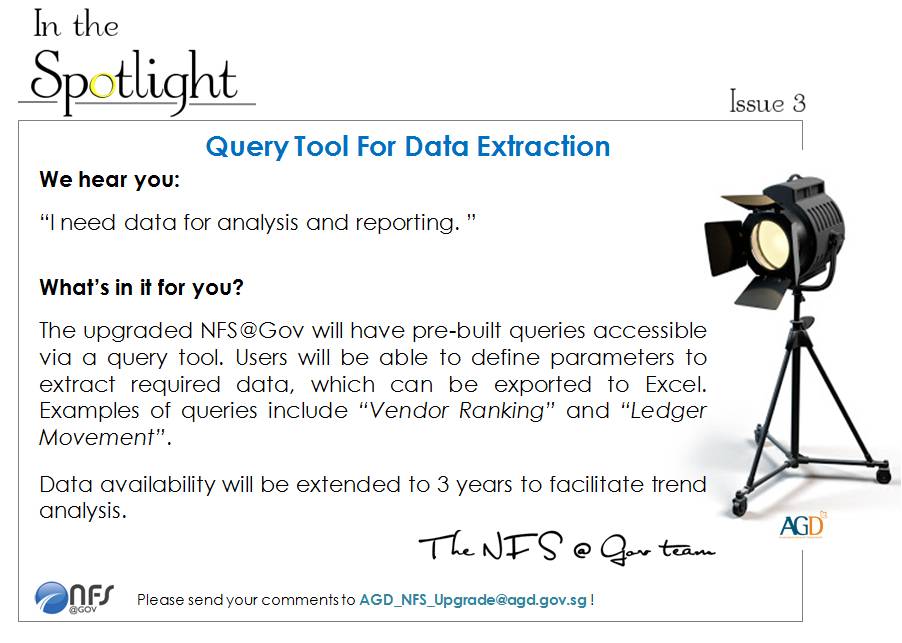 In the
Spotlight
Issue 3
Query Tool For Data Extraction
We hear you:
“I need data for analysis and reporting. ”
What’s in it for you?
The upgraded NFS@Gov will have pre-built queries accessible
via a query tool. Users will be able to define parameters to
extract required data, which can be exported to Excel.
Examples of queries include “Vendor Ranking” and “Ledger
Movement”.
Data availability will be extended to 3 years to facilitate trend
analysis.
The NFS @ Gov team
AGD
nfs
@GOV
Please send your comments to AGD_NFS_Upgrade@agd.gov.sg !